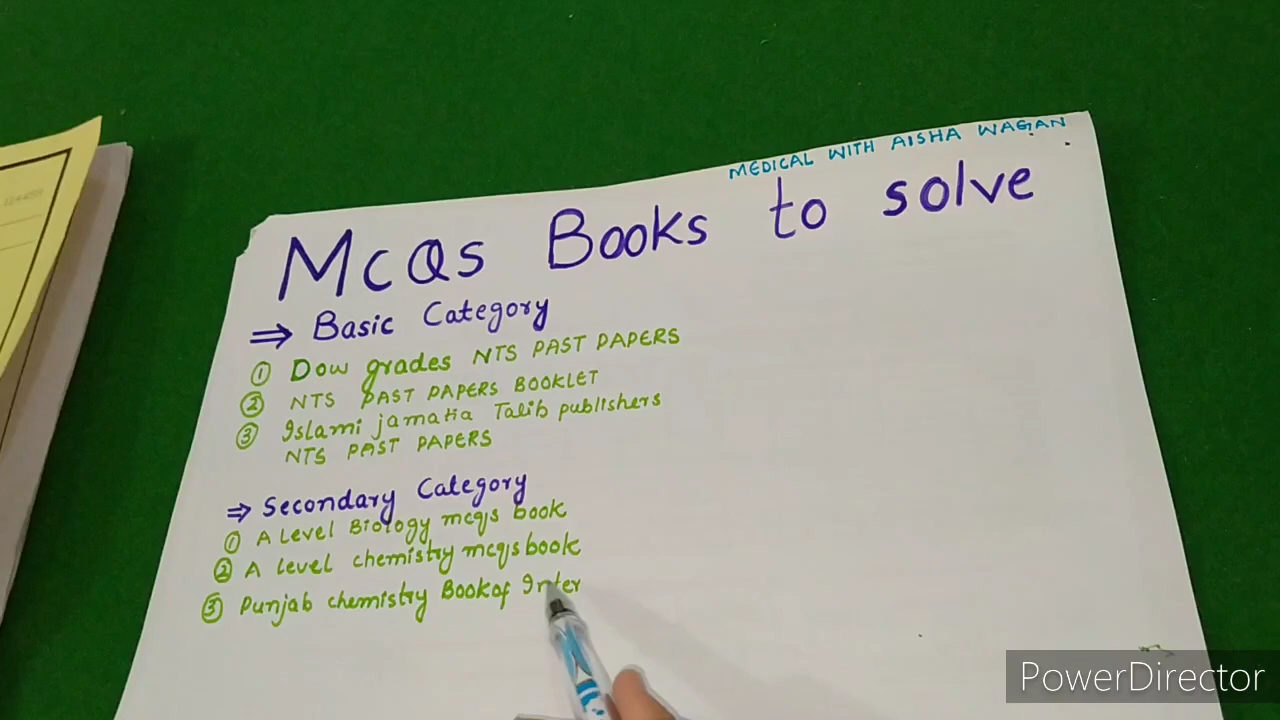 MEDICAL WITH AISHA WAGAN
McQs Books to solve
⇒ Basic Category
① Dow grades NTS PAST PAPERS
② NTS PAST PAPERS BOOKLET
③ Islami jamatia Talib publishers
NTS PAST PAPERS
⇒ Secondary Category
① A Level Biology mcqs book
② A level chemistry mcqs book
③ Punjab chemistry Book of Inter
PowerDirector